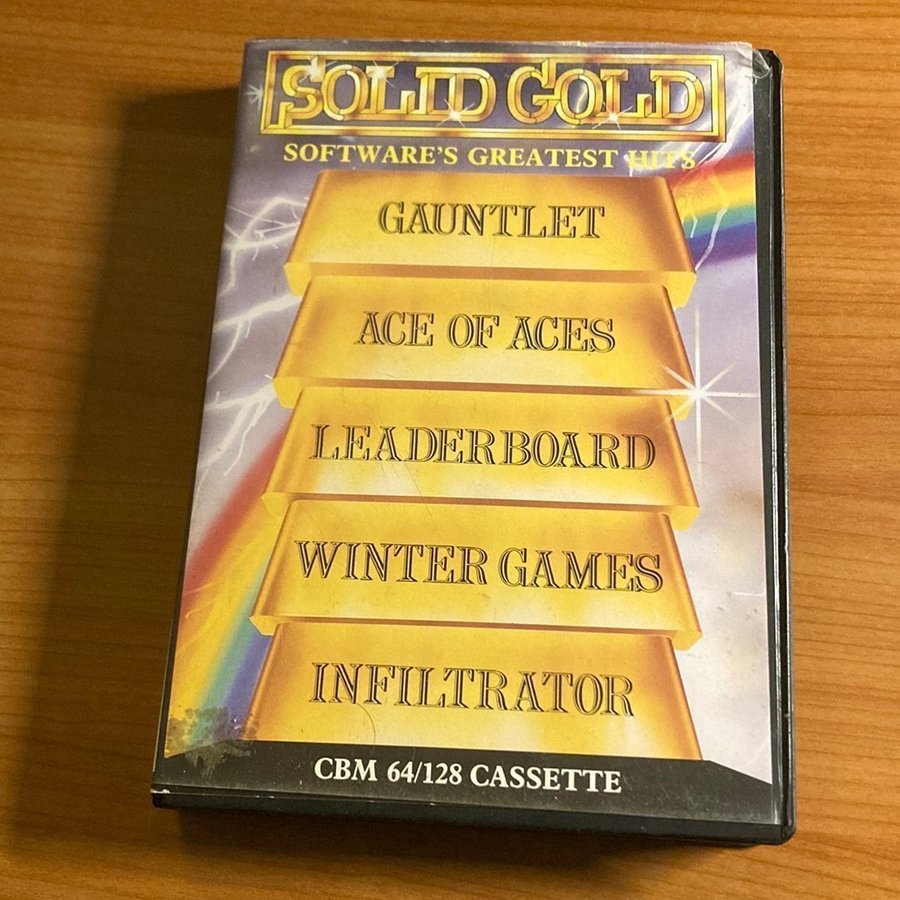 SOLID GOLD
SOFTWARE'S GREATEST HITS
GAUNTLET
ACE OF ACES
LEADERBOARD
WINTER GAMES
INFILTRATOR
CBM 64/128 CASSETTE